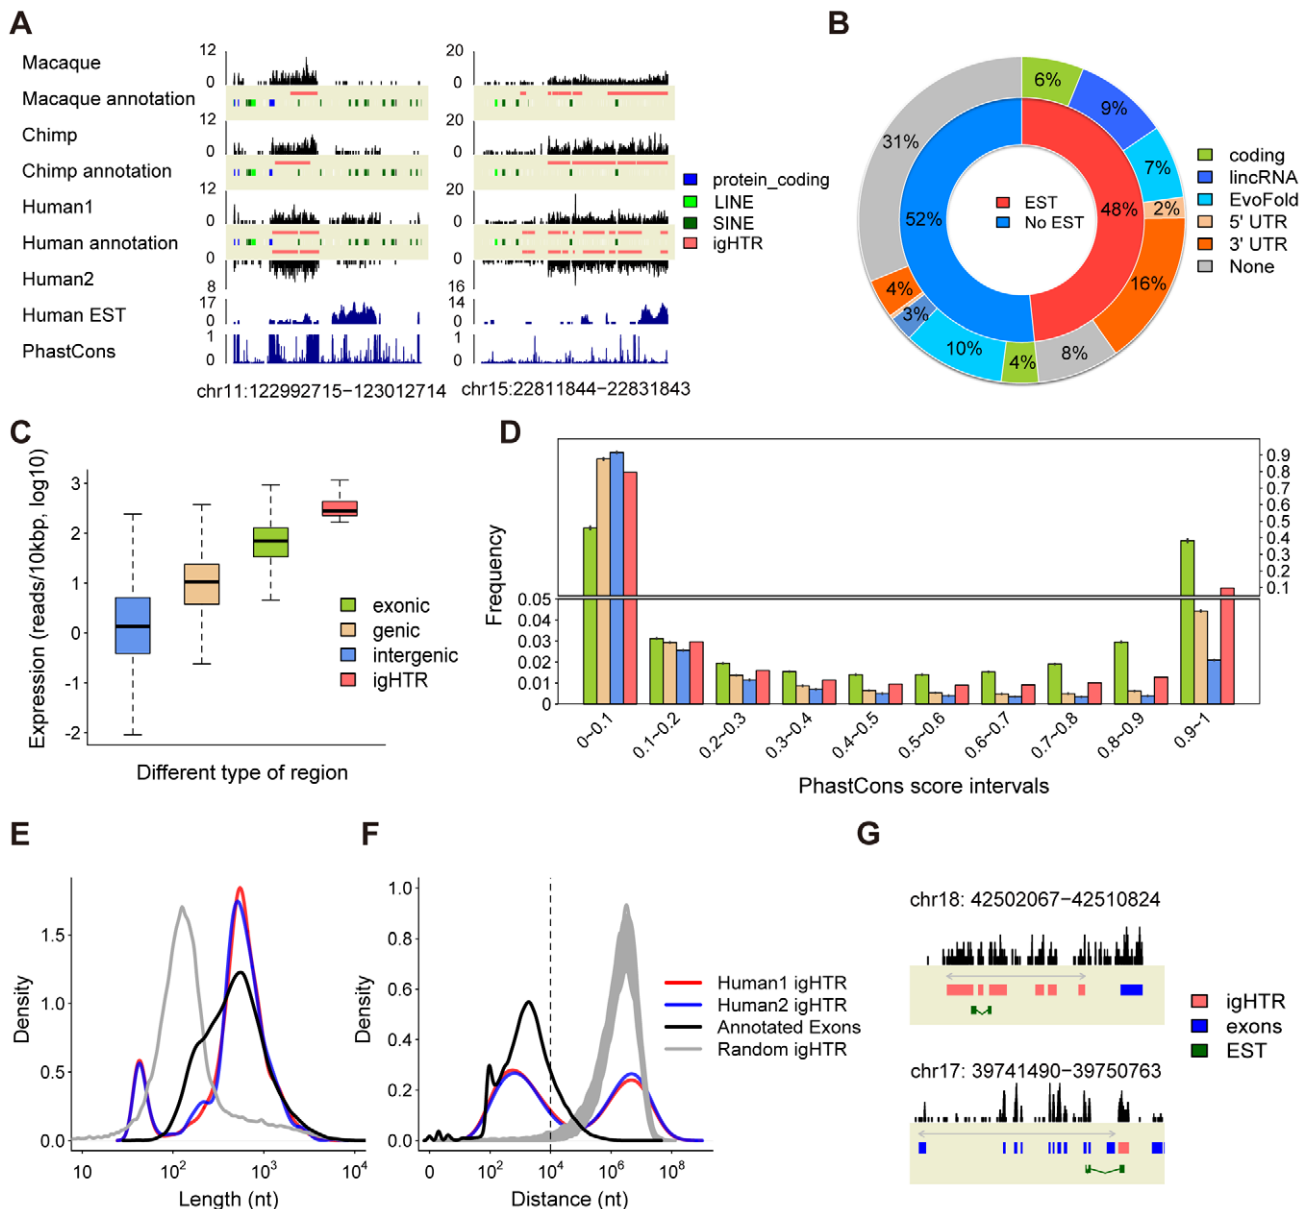 A
B
Macaque
12
0
20
0
Macaque annotation
Chimp
12
0
20
0
Chimp annotation
Human1
12
0
20
0
Human annotation
Human2
0
8
0
16
Human EST
17
0
14
0
PhastCons
1
0
1
0
chr11:122992715−123012714
chr15:22811844−22831843
protein_coding
LINE
SINE
igHTR
6%
9%
7%
2%
16%
8%
4%
10%
3%
4%
31%
52%
48%
EST
No EST
coding
lincRNA
EvoFold
5' UTR
3' UTR
None
C
Expression (reads/10kbp, log10)
3
2
1
0
-1
-2
exonic
genic
intergenic
igHTR
Different type of region
D
Frequency
0.9
0.8
0.7
0.5
0.4
0.3
0.1
0.05
0.04
0.03
0.02
0.01
0
0~0.1
0.1~0.2
0.2~0.3
0.3~0.4
0.4~0.5
0.5~0.6
0.6~0.7
0.7~0.8
0.8~0.9
0.9~1
PhastCons score intervals
E
Density
1.5
1.0
0.5
0.0
10
10²
10³
10⁴
Length (nt)
F
Density
1.0
0.8
0.6
0.4
0.2
0.0
0
10²
10⁴
10⁶
10⁸
Distance (nt)
Human1 igHTR
Human2 igHTR
Annotated Exons
Random igHTR
G
chr18: 42502067−42510824
chr17: 39741490−39750763
igHTR
exons
EST